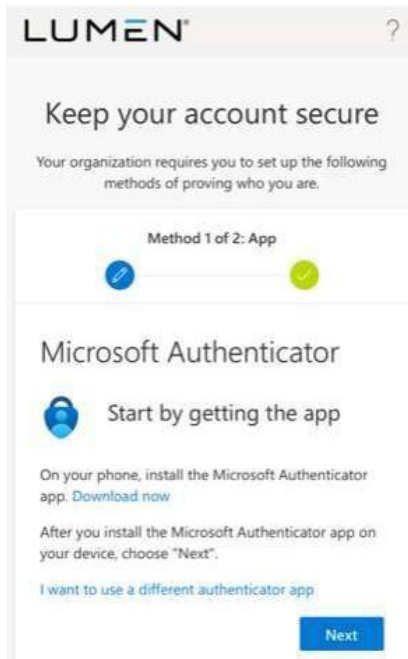 LUMEN®
?
Keep your account secure
Your organization requires you to set up the following
methods of proving who you are.
Method 1 of 2: App
Microsoft Authenticator
Start by getting the app
On your phone, install the Microsoft Authenticator
app. Download now
After you install the Microsoft Authenticator app on
your device, choose "Next".
I want to use a different authenticator app
Next